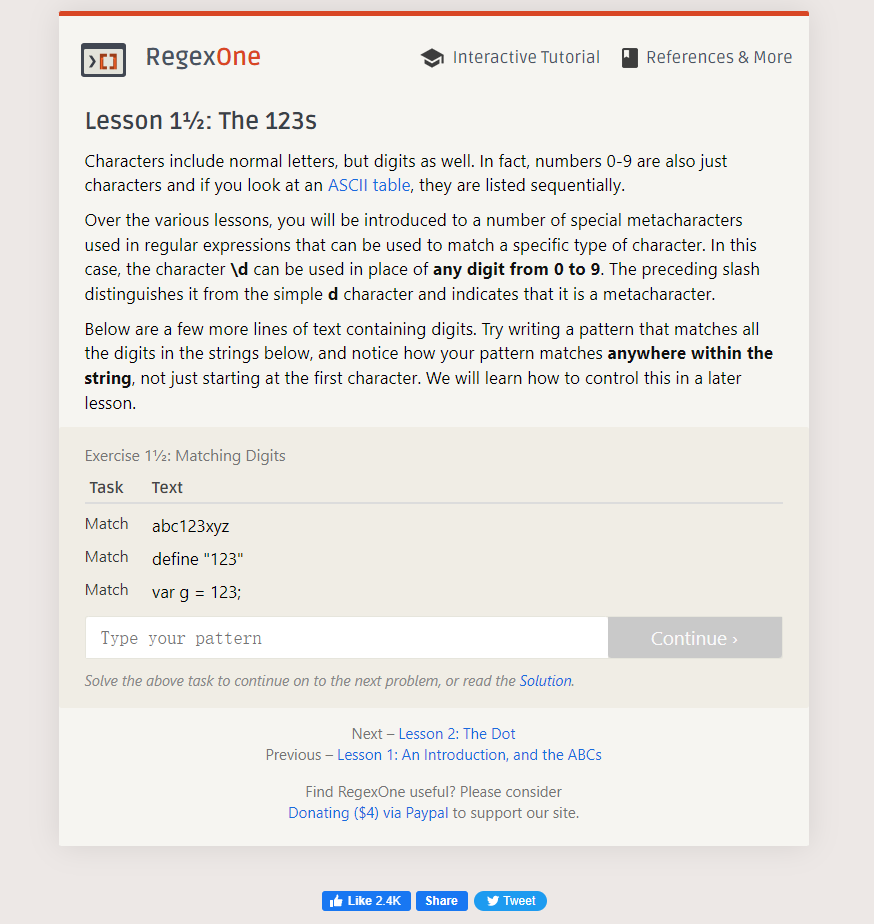 RegexOne
Interactive Tutorial
References & More
Lesson 1½: The 123s
Characters include normal letters, but digits as well. In fact, numbers 0-9 are also just
characters and if you look at an ASCII table, they are listed sequentially.
Over the various lessons, you will be introduced to a number of special metacharacters
used in regular expressions that can be used to match a specific type of character. In this
case, the character \d can be used in place of any digit from 0 to 9. The preceding slash
distinguishes it from the simple d character and indicates that it is a metacharacter.
Below are a few more lines of text containing digits. Try writing a pattern that matches all
the digits in the strings below, and notice how your pattern matches anywhere within the
string, not just starting at the first character. We will learn how to control this in a later
lesson.
Exercise 1½: Matching Digits
Task Text
Match abc123xyz
Match define "123"
Match var g = 123;
Type your pattern
Continue ›
Solve the above task to continue on to the next problem, or read the Solution.
Next – Lesson 2: The Dot
Previous – Lesson 1: An Introduction, and the ABCs
Find RegexOne useful? Please consider
Donating ($4) via Paypal to support our site.
Like 2.4K Share Tweet